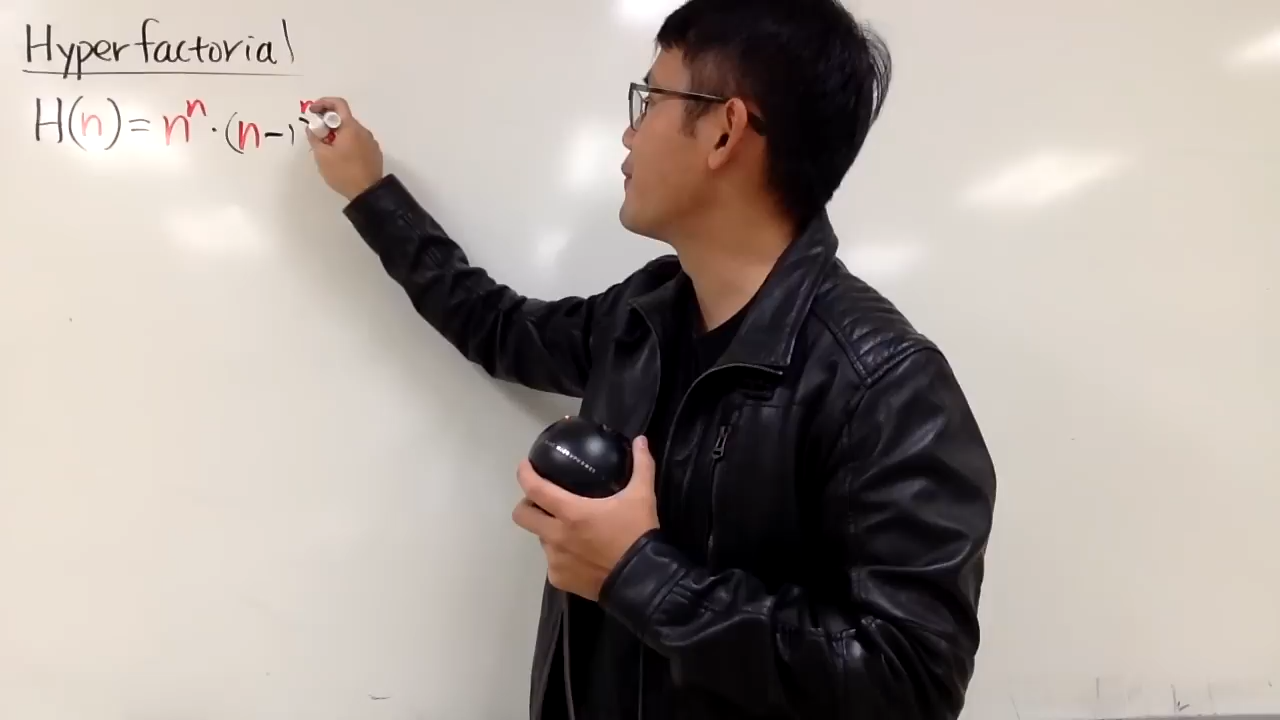 Hyperfactorial
H(n) = n^n · (n-1)^n